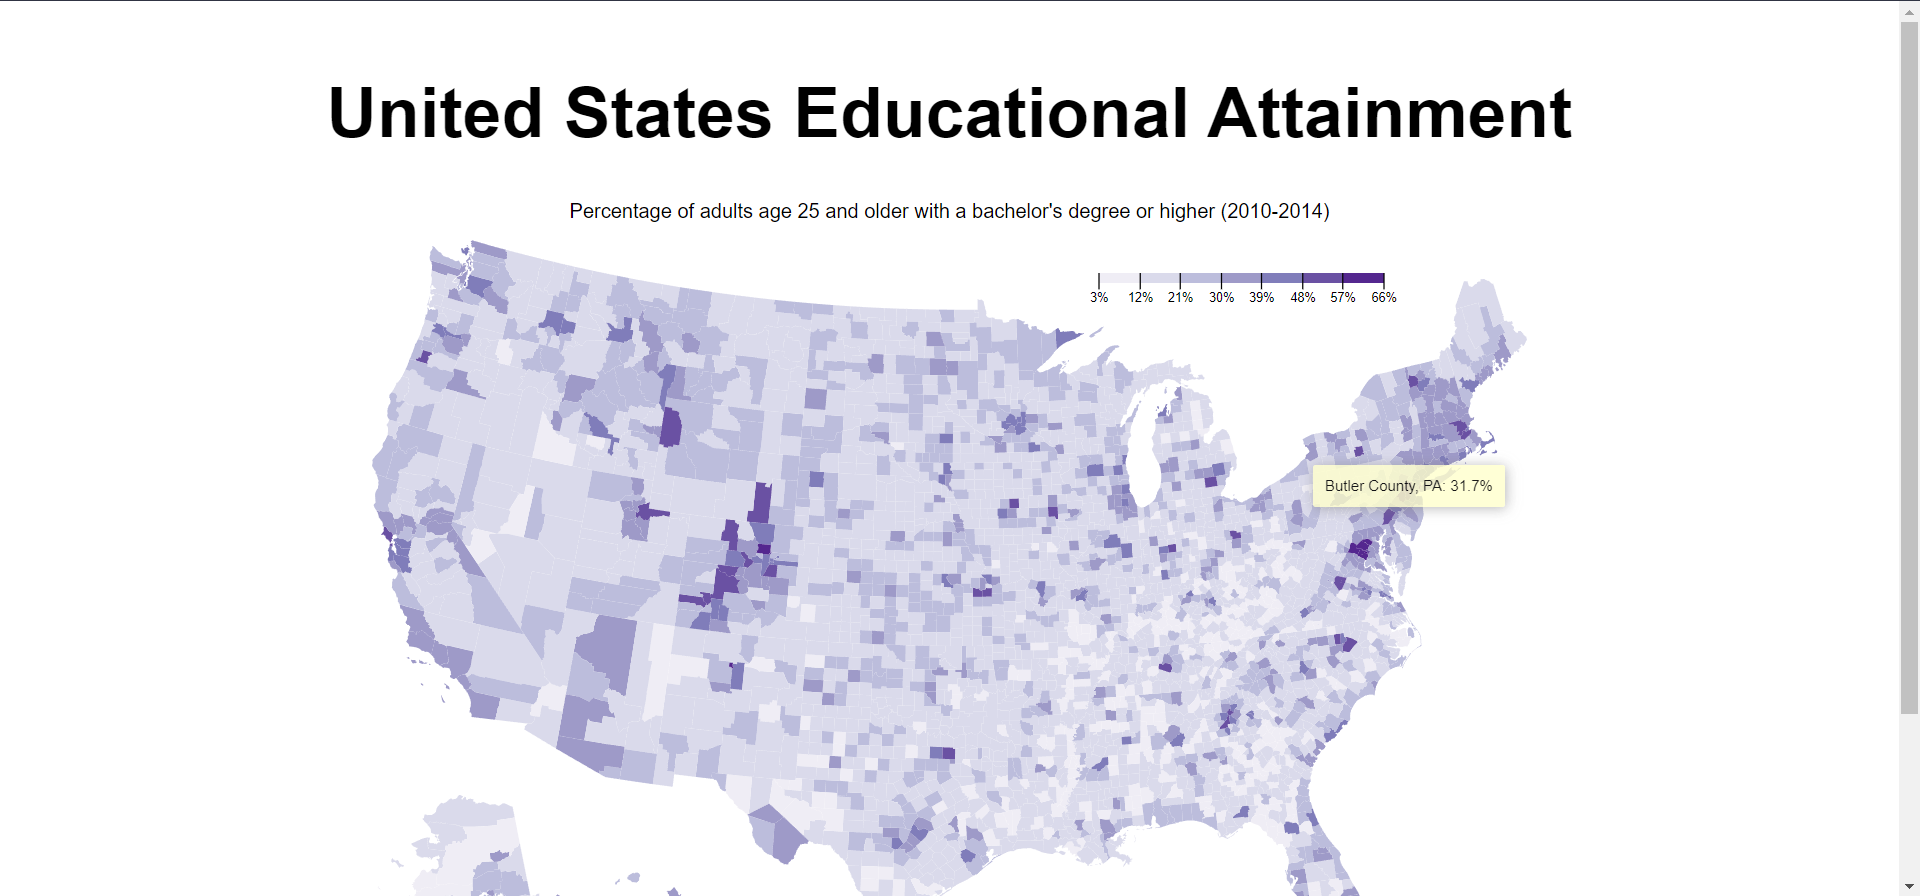 United States Educational Attainment
Percentage of adults age 25 and older with a bachelor's degree or higher (2010-2014)
3% 12% 21% 30% 39% 48% 57% 66%
Butler County, PA: 31.7%